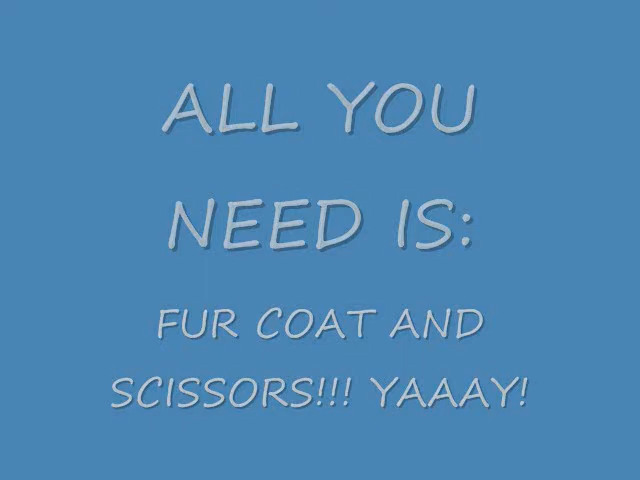 ALL YOU
NEED IS:
FUR COAT AND
SCISSORS!!! YAAAY!